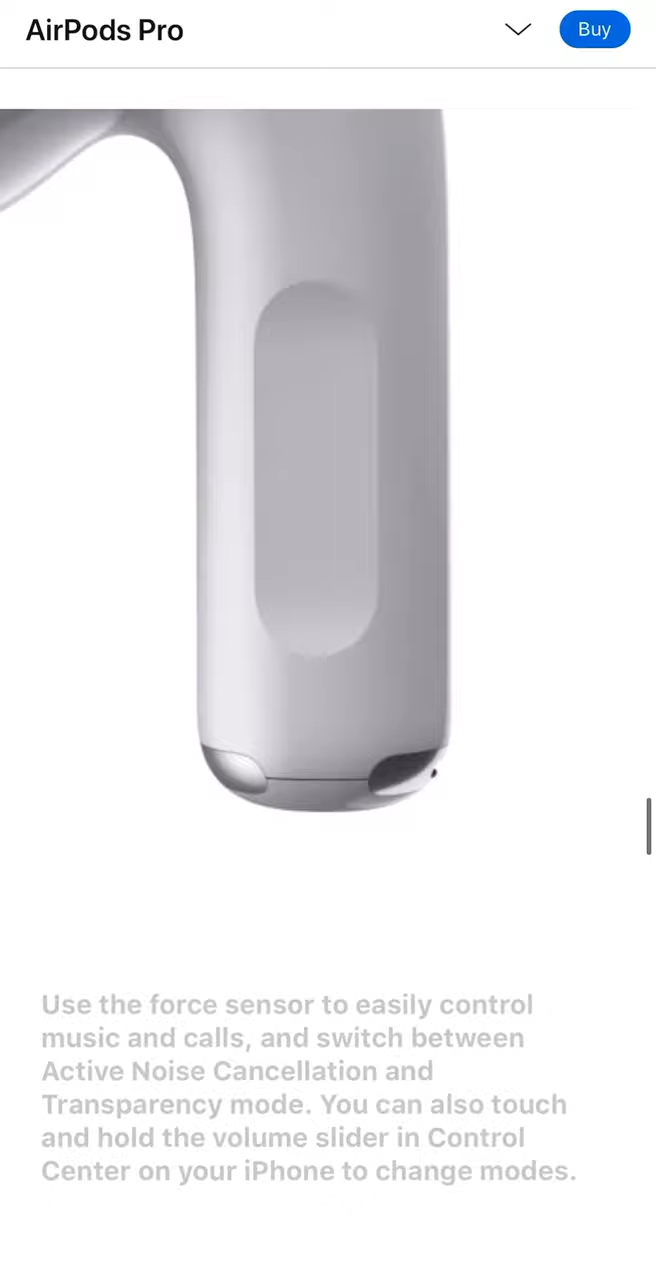 AirPods Pro
Buy
Use the force sensor to easily control
music and calls, and switch between
Active Noise Cancellation and
Transparency mode. You can also touch
and hold the volume slider in Control
Center on your iPhone to change modes.